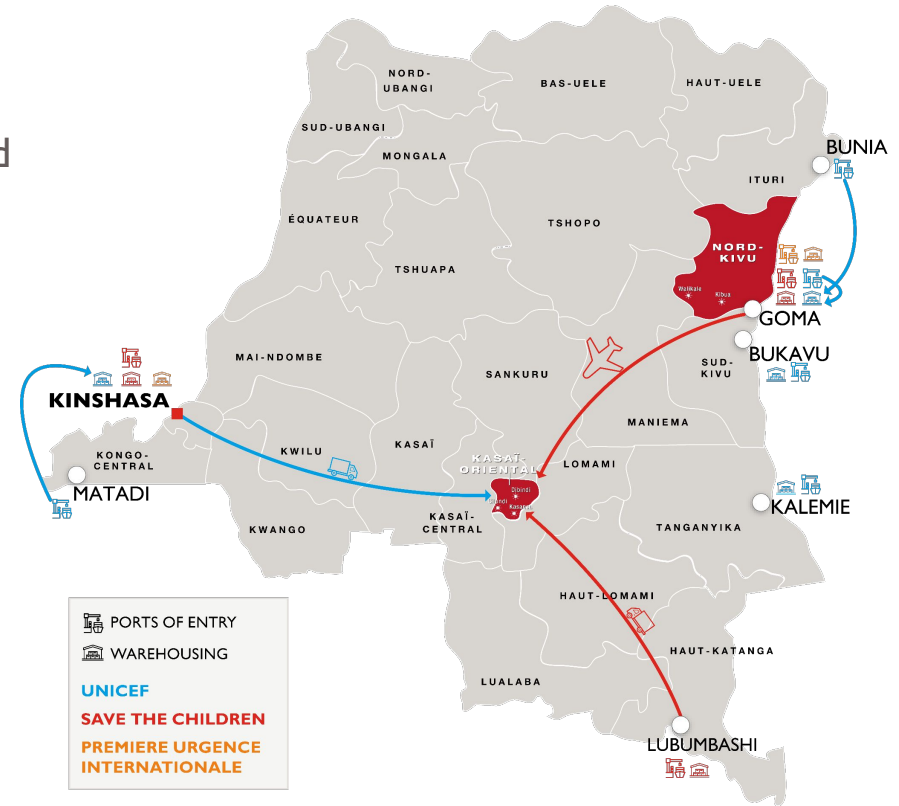 d
NORD-
UBANGI
BAS-UELE
HAUT-UELE
SUD-UBANGI
MONGALA
BUNIA
ITURI
ÉQUATEUR
TSHOPO
NORD-
KIVU
TSHUAPA
Walikale
Kibua
GOMA
BUKAVU
MAI-NDOMBE
SANKURU
SUD-
KIVU
KINSHASA
MANIEMA
KWILU
KASAÏ
KONGO-
CENTRAL
KASAÏ-
ORIENTAL
LOMAMI
MATADI
Dibindi
KALEMIE
KASAÏ-
CENTRAL
KWANGO
TANGANYIKA
HAUT-LOMAMI
PORTS OF ENTRY
WAREHOUSING
HAUT-KATANGA
UNICEF
LUALABA
SAVE THE CHILDREN
PREMIERE URGENCE
INTERNATIONALE
LUBUMBASHI